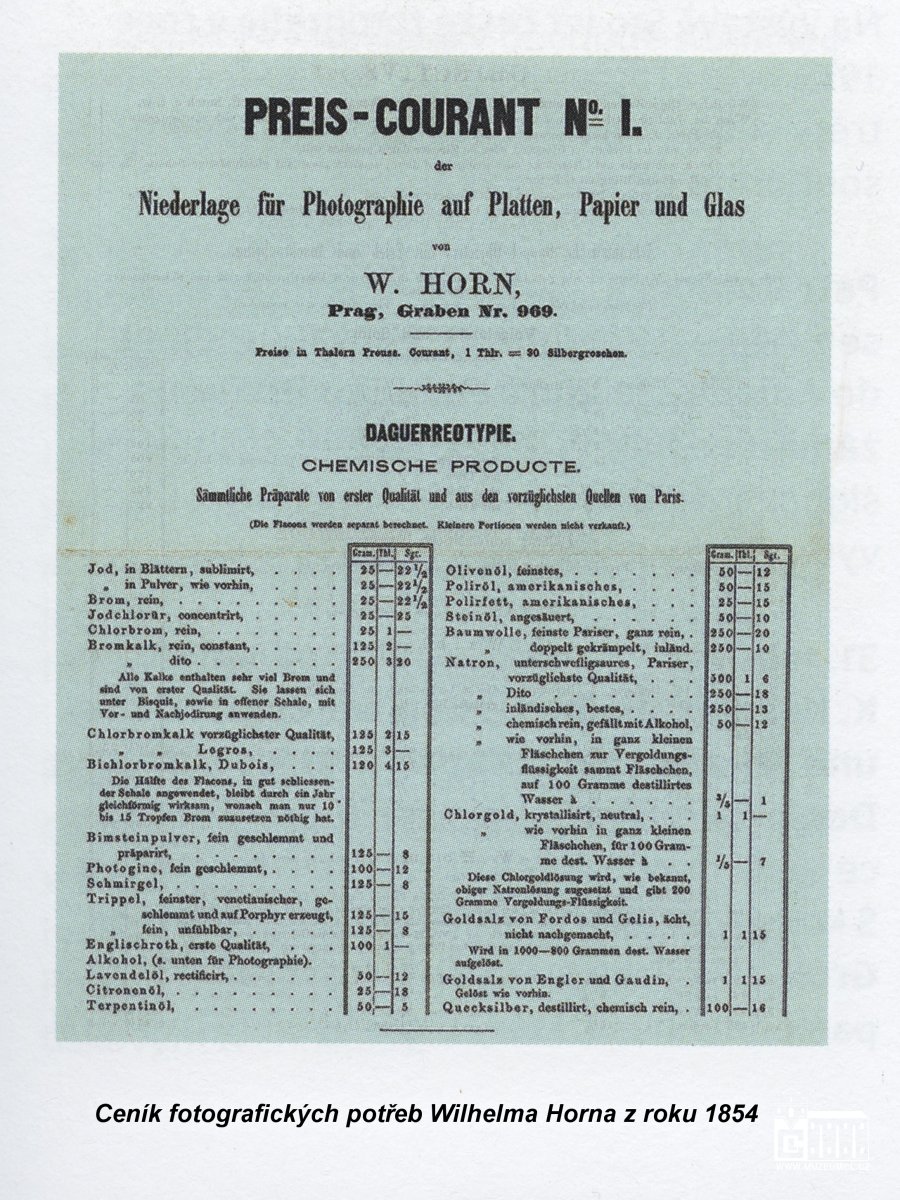 PREIS-COURANT No. I.
der
Niederlage für Photographie auf Platten, Papier und Glas
von
W. HORN,
Prag, Graben Nr. 969.
Preise in Thalern Preuss. Courant, 1 Thlr. = 30 Silbergroschen.
DAGUERREOTYPIE.
CHEMISCHE PRODUCTE.
Sämmtliche Präparate von erster Qualität und aus den vorzüglichsten Quellen von Paris.
(Die Flacons werden separat berechnet. Kleinere Portionen werden nicht verkauft.)
Gram. Thl. Sgr.
Jod, in Blättern, sublimirt, . . . . 25 — 22 1/2
„ in Pulver, wie vorhin, . . . . 25 — 22 1/2
Brom, rein, . . . . . . . . 25 — 22 1/2
Jodchlorür, concentrirt, . . . . . 25 — 25
Chlorbrom, rein, . . . . . . . 25 1 —
Bromkalk, rein, constant, . . . . . 125 2 —
„ dito . . . . . . . . 250 3 20
Alle Kalke enthalten sehr viel Brom und
sind von erster Qualität. Sie lassen sich
unter Bisquit, sowie in offener Schale, mit
Vor- und Nachjodirung anwenden.
Chlorbromkalk vorzüglichster Qualität, 125 2 15
„ „ Legros, . . . . 125 3 —
Bichlorbromkalk, Dubois, . . . 120 4 15
Die Hälfte des Flacons, in gut schliessen-
der Schale angewendet, bleibt durch ein Jahr
gleichförmig wirksam, wonach man nur 10
bis 15 Tropfen Brom zuzusetzen nöthig hat.
Bimsteinpulver, fein geschlemmt und
präparirt, . . . . . . . 125 — 8
Photogine, fein geschlemmt, . . . . 100 — 12
Schmirgel, . . . . . . . . 125 — 8
Trippel, feinster, venetianischer, ge-
schlemmt und auf Porphyr erzeugt, 125 — 15
„ fein, unfühlbar, . . . . . 125 — 8
Englischroth, erste Qualität, . . . 100 1 —
Alkohol, (s. unten für Photographie).
Lavendelöl, rectificirt, . . . . . 50 — 12
Citronenöl, . . . . . . . . 25 — 18
Terpentinöl, . . . . . . . . 50 — 5
Gram. Thl. Sgr.
Olivenöl, feinstes, . . . . . . 50 — 12
Poliröl, amerikanisches, . . . . 50 — 15
Polirfett, amerikanisches, . . . . 25 — 15
Steinöl, angesäuert, . . . . . . 50 — 10
Baumwolle, feinste Pariser, ganz rein, . 250 — 20
„ doppelt gekrämpelt, inländ. 250 — 10
Natron, unterschwefligsaures, Pariser,
vorzüglichste Qualität, . . . . 500 1 6
„ Dito . . . . . . . 250 — 18
„ inländisches, bestes, . . . . 250 — 13
„ chemisch rein, gefällt mit Alkohol, 50 — 12
„ wie vorhin, in ganz kleinen
Fläschchen zur Vergoldungs-
flüssigkeit sammt Fläschchen,
auf 100 Gramme destillirtes
Wasser à . . . . . . . 3/5 — 1
Chlorgold, krystallisirt, neutral, . . . 1 1 —
„ wie vorhin in ganz kleinen
Fläschchen, für 100 Gram-
me dest. Wasser à . . 1/5 — 7
Diese Chlorgoldlösung wird, wie bekannt,
obiger Natronlösung zugesetzt und gibt 200
Gramme Vergoldungs-Flüssigkeit.
Goldsalz von Fordos und Gelis, ächt,
nicht nachgemacht, . . . . . 1 1 15
Wird in 1000—800 Grammen dest. Wasser
aufgelöst.
Goldsalz von Engler und Gaudin, . 1 1 15
Gelöst wie vorhin.
Quecksilber, destillirt, chemisch rein, . 100 — 16
Ceník fotografických potřeb Wilhelma Horna z roku 1854